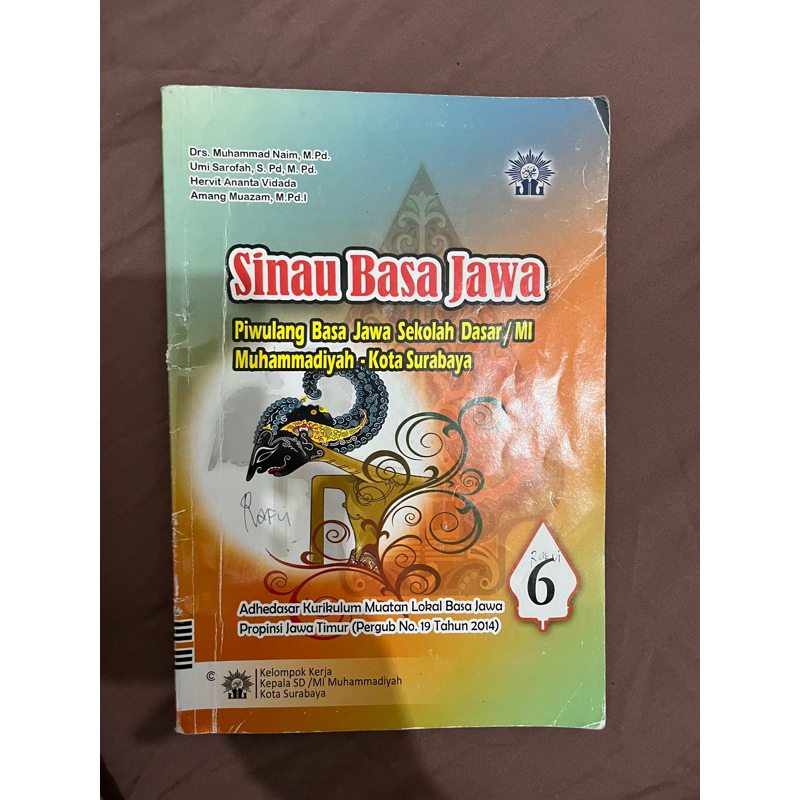 Drs. Muhammad Naim, M.Pd.
Umi Sarofah, S. Pd, M. Pd.
Hervit Ananta Vidada
Amang Muazam, M.Pd.I
Sinau Basa Jawa
Piwulang Basa Jawa Sekolah Dasar/MI
Muhammadiyah - Kota Surabaya
Rafi
6
Adhedasar Kurikulum Muatan Lokal Basa Jawa
Propinsi Jawa Timur (Pergub No. 19 Tahun 2014)
© Kelompok Kerja
Kepala SD /MI Muhammadiyah
Kota Surabaya